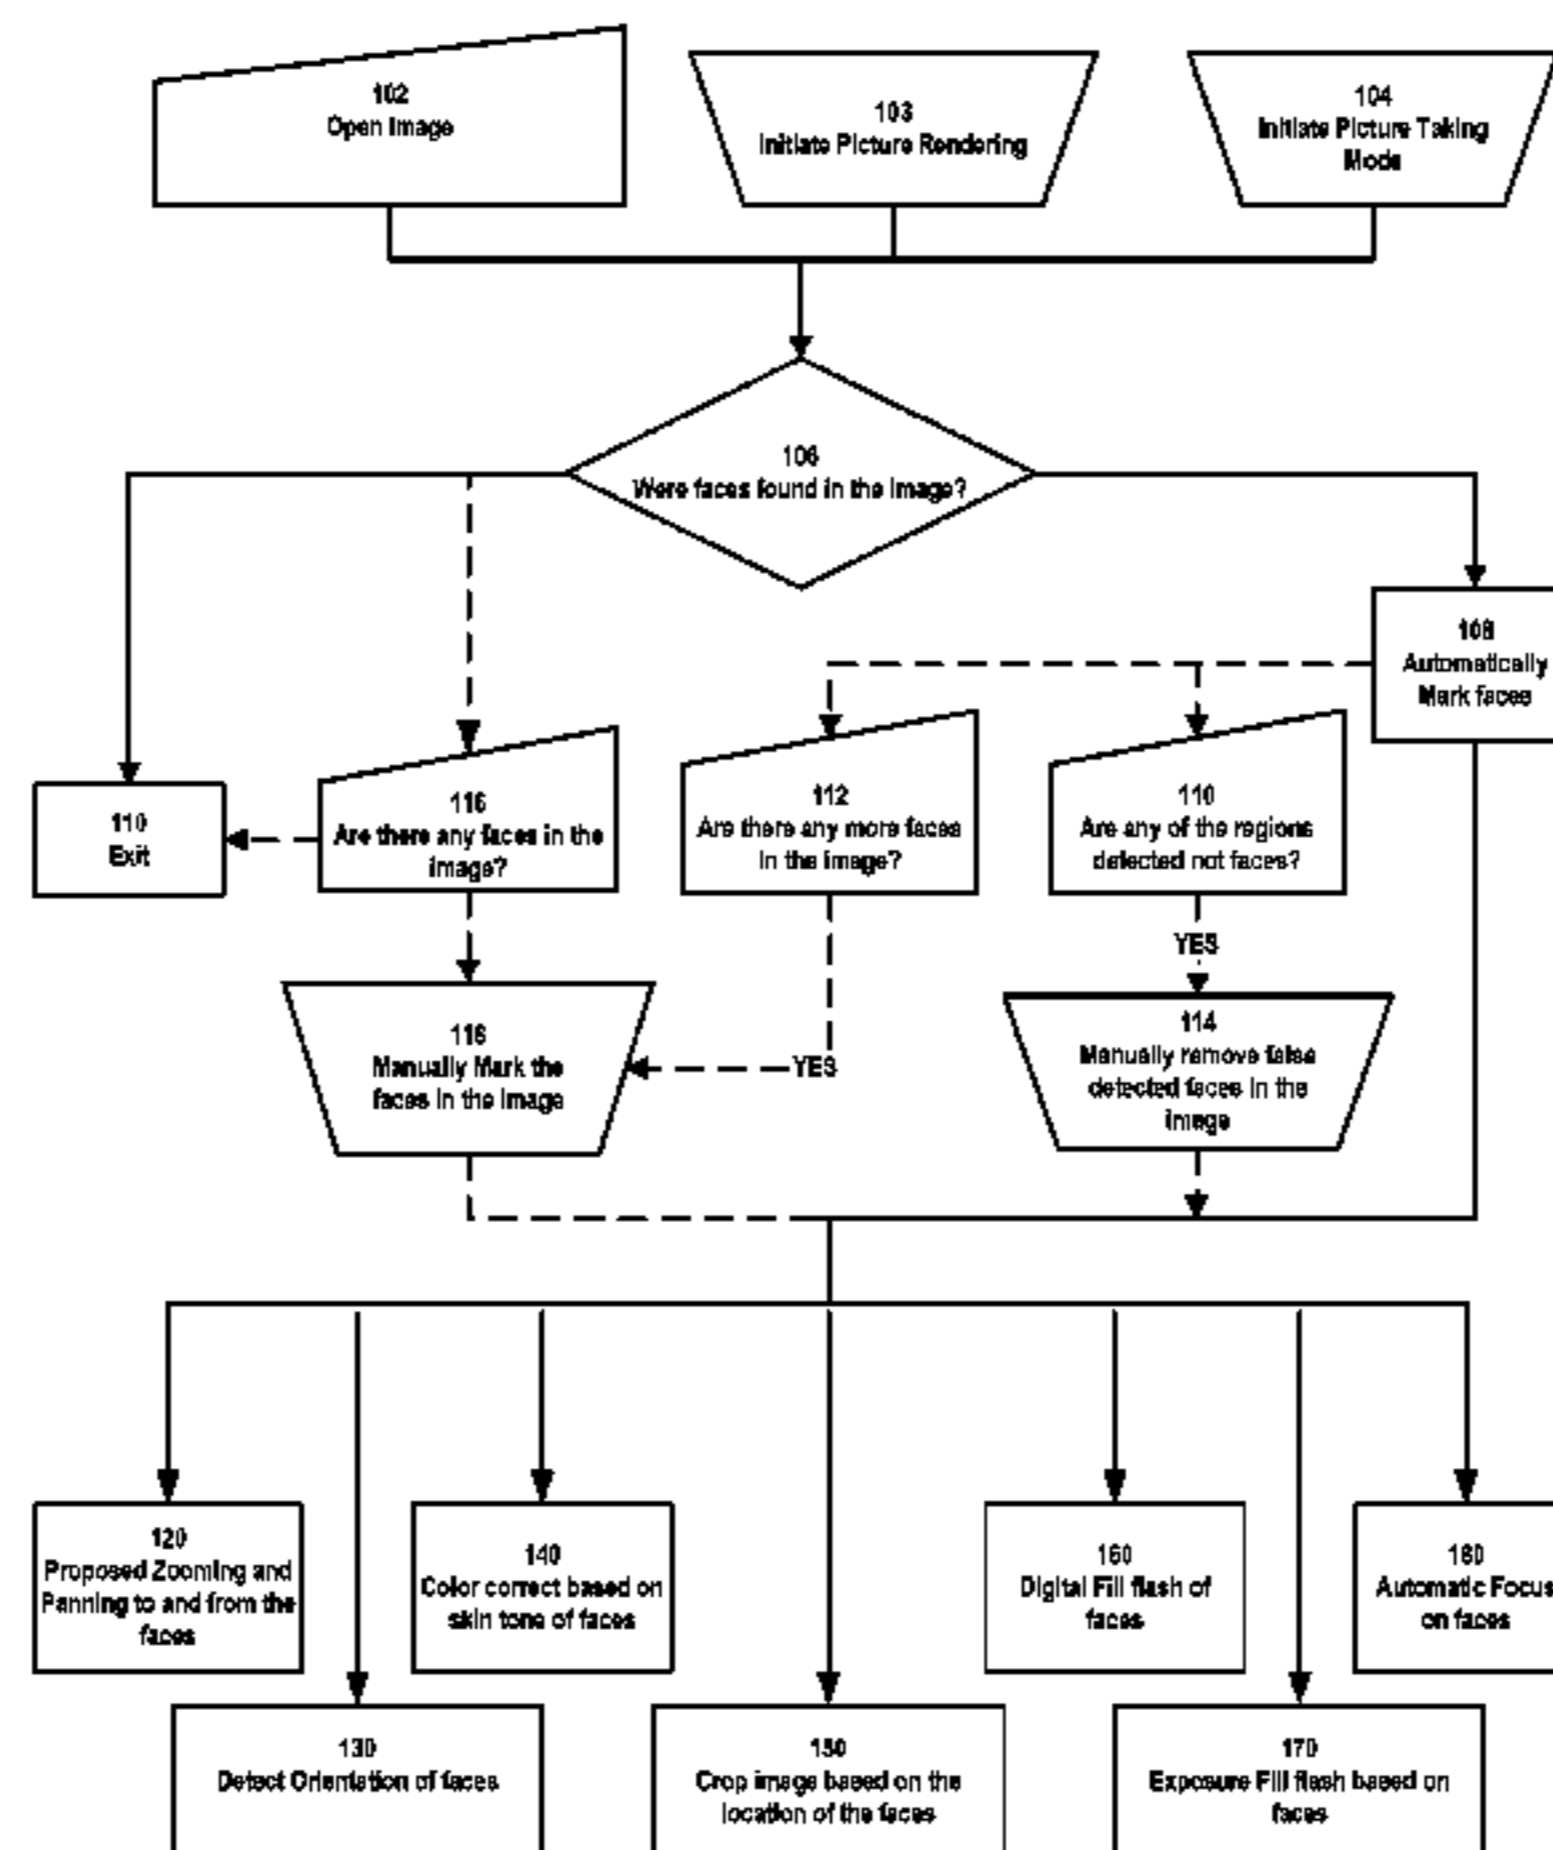 102
Open Image
103
Initiate Picture Rendering
104
Initiate Picture Taking
Mode
106
Were faces found in the image?
108
Automatically
Mark faces
110
Exit
116
Are there any faces in the
image?
112
Are there any more faces
in the image?
110
Are any of the regions
detected not faces?
YES
118
Manually Mark the
faces in the image
YES
114
Manually remove false
detected faces in the
image
120
Proposed Zooming and
Panning to and from the
faces
140
Color correct based on
skin tone of faces
160
Digital Fill flash of
faces
180
Automatic Focus
on faces
130
Detect Orientation of faces
150
Crop image based on the
location of the faces
170
Exposure Fill flash based on
faces